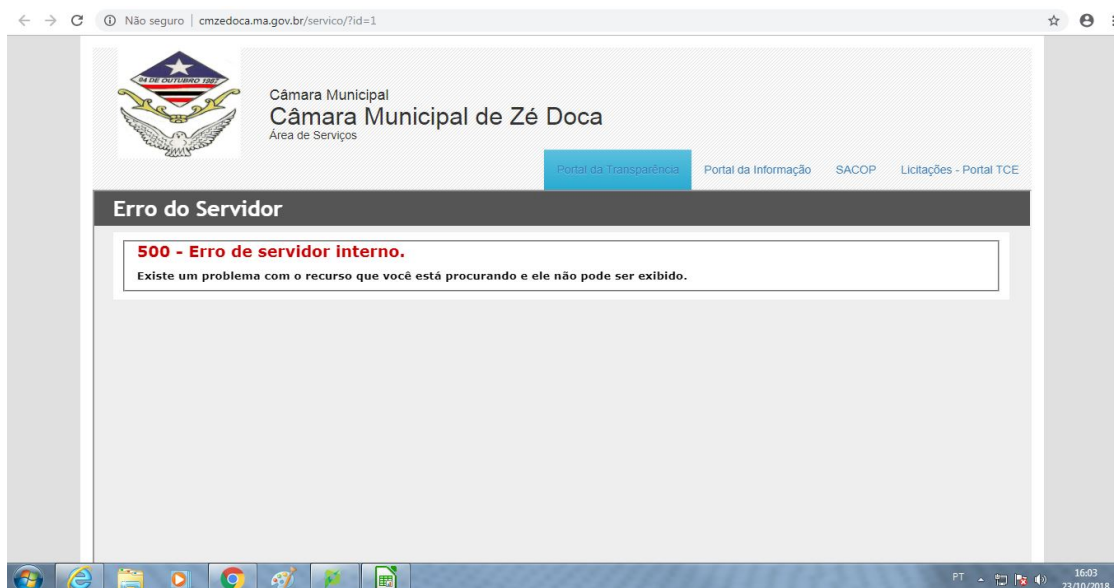 Não seguro | cmzedoca.ma.gov.br/servico/?id=1
04 DE OUTUBRO 1987
Câmara Municipal
Câmara Municipal de Zé Doca
Área de Serviços
Portal da Transparência Portal da Informação SACOP Licitações - Portal TCE
Erro do Servidor
500 - Erro de servidor interno.
Existe um problema com o recurso que você está procurando e ele não pode ser exibido.
PT 16:03
23/10/2018